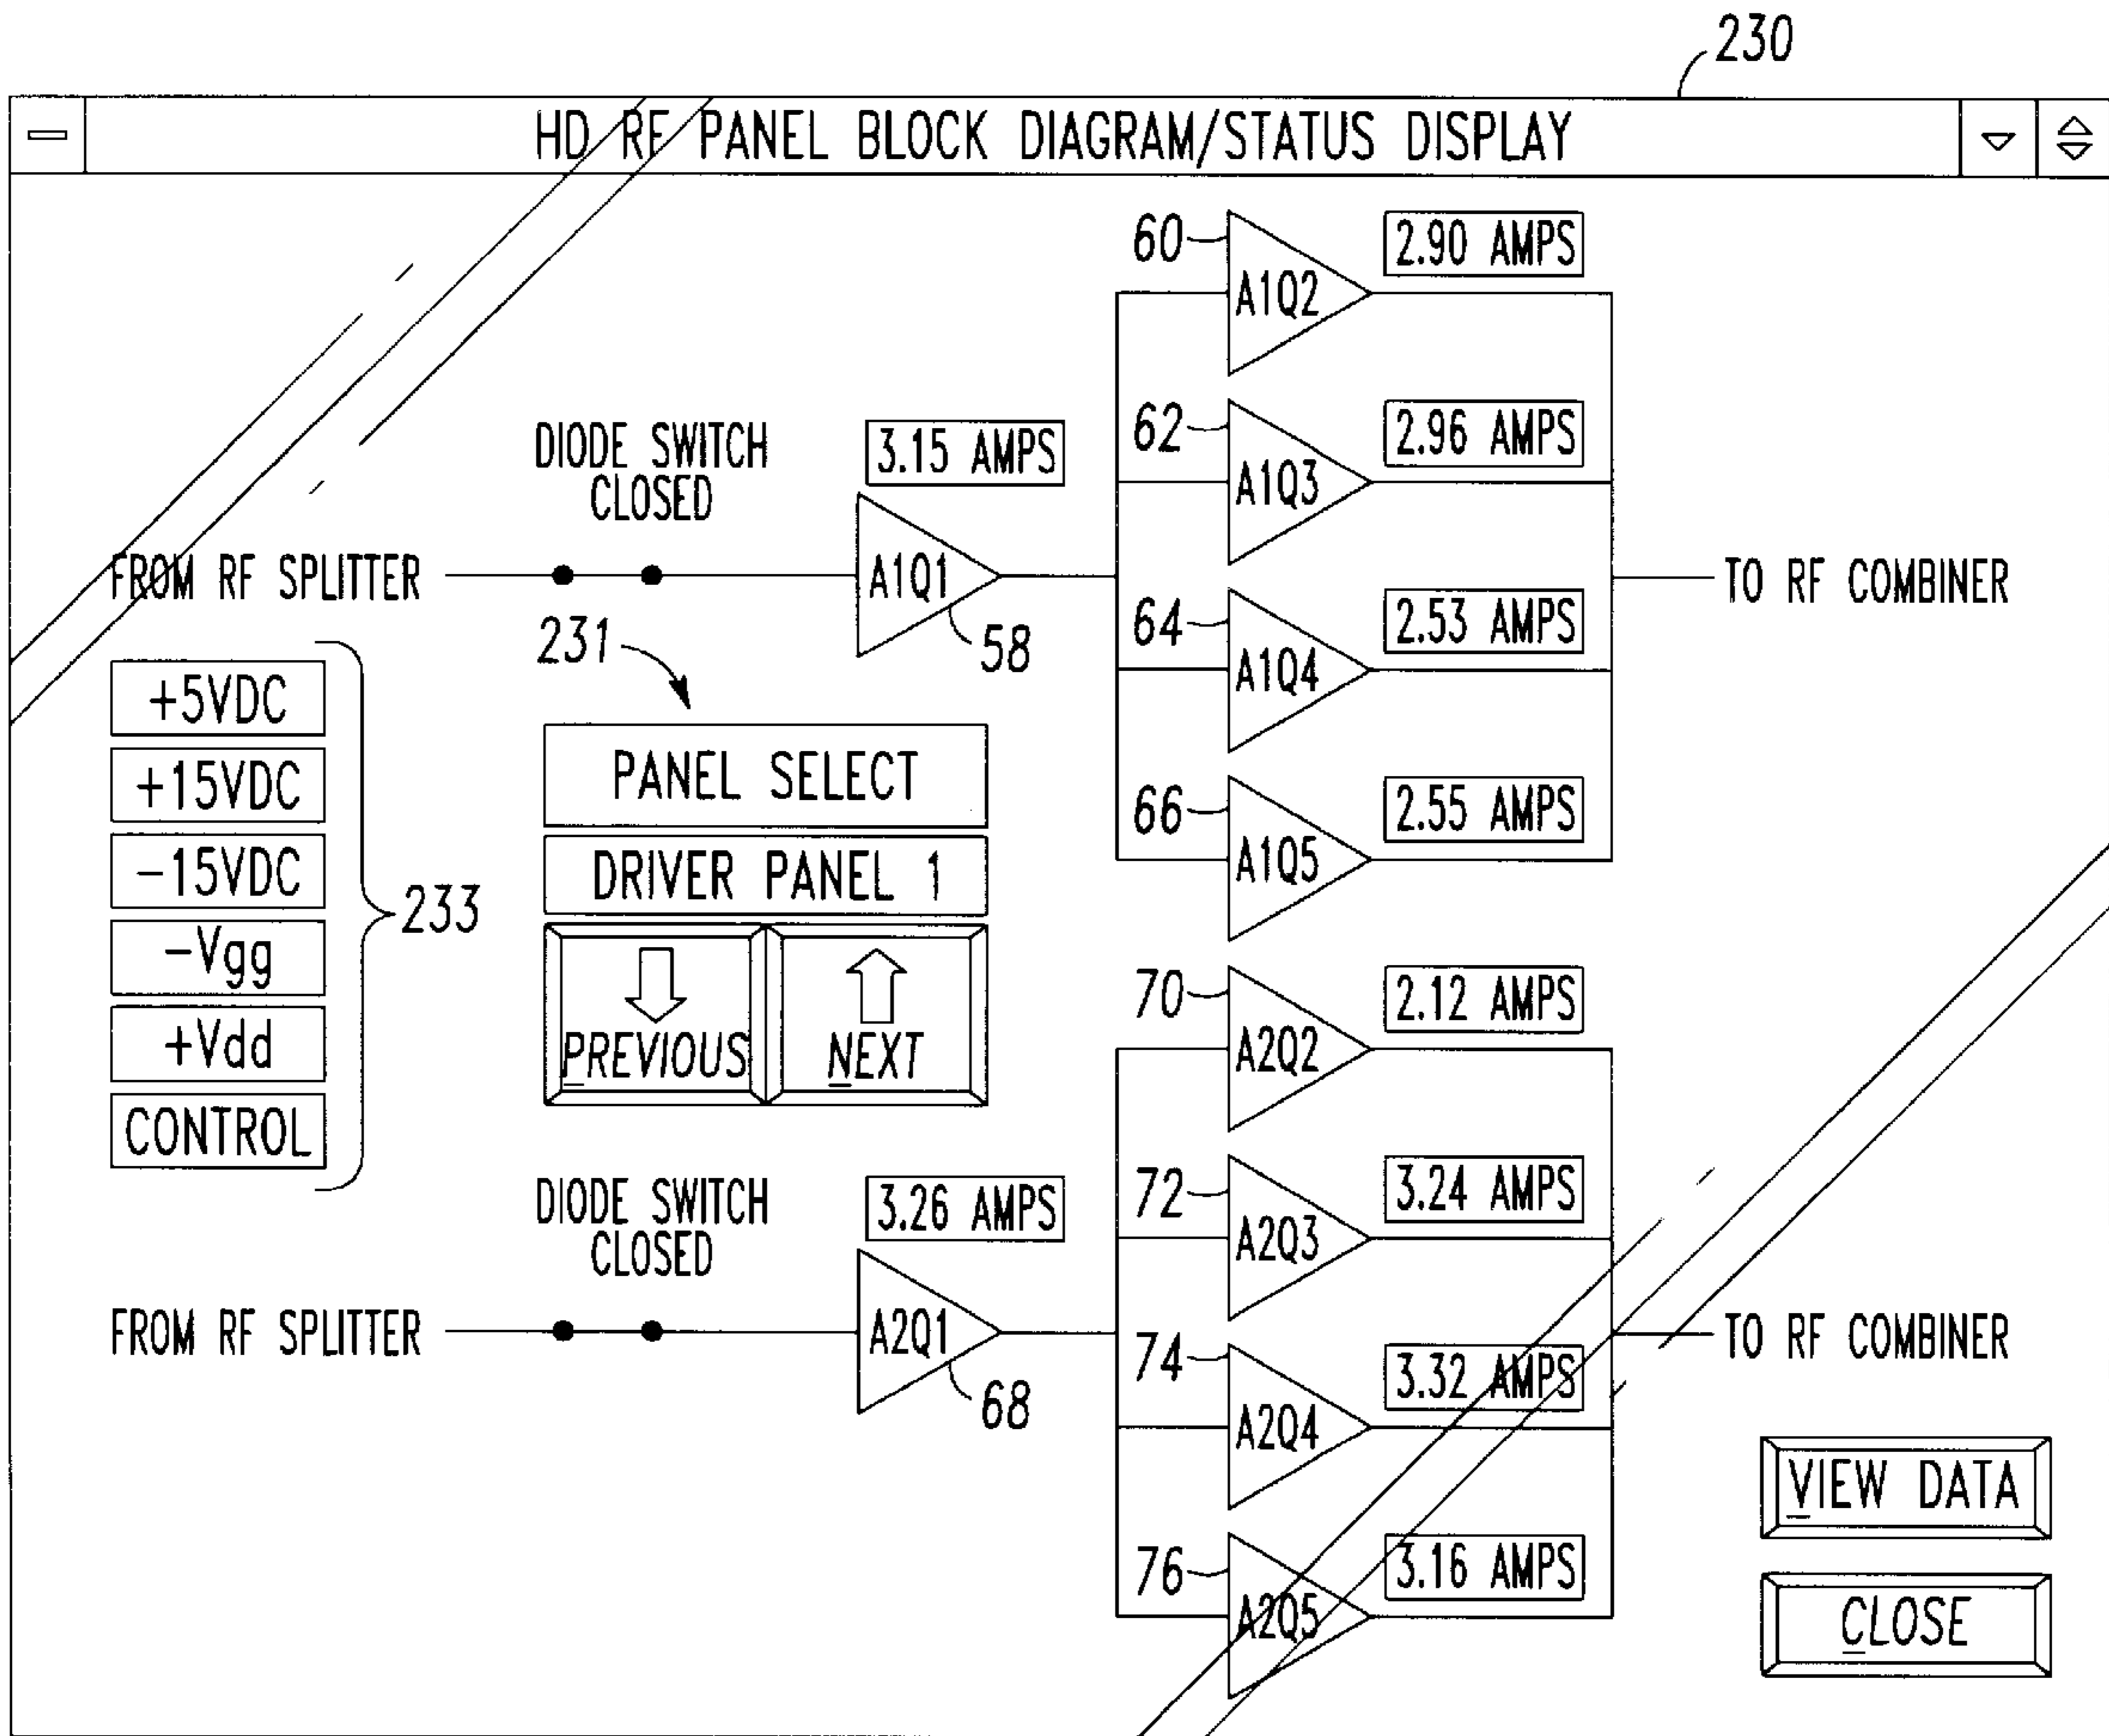 230
HD RF PANEL BLOCK DIAGRAM/STATUS DISPLAY
60
A1Q2
2.90 AMPS
DIODE SWITCH
CLOSED
3.15 AMPS
62
A1Q3
2.96 AMPS
FROM RF SPLITTER
A1Q1
58
TO RF COMBINER
64
A1Q4
2.53 AMPS
66
A1Q5
2.55 AMPS
231
PANEL SELECT
DRIVER PANEL 1
PREVIOUS
NEXT
+5VDC
+15VDC
-15VDC
-Vgg
+Vdd
CONTROL
233
70
A2Q2
2.12 AMPS
DIODE SWITCH
CLOSED
3.26 AMPS
72
A2Q3
3.24 AMPS
FROM RF SPLITTER
A2Q1
68
TO RF COMBINER
74
A2Q4
3.32 AMPS
76
A2Q5
3.16 AMPS
VIEW DATA
CLOSE